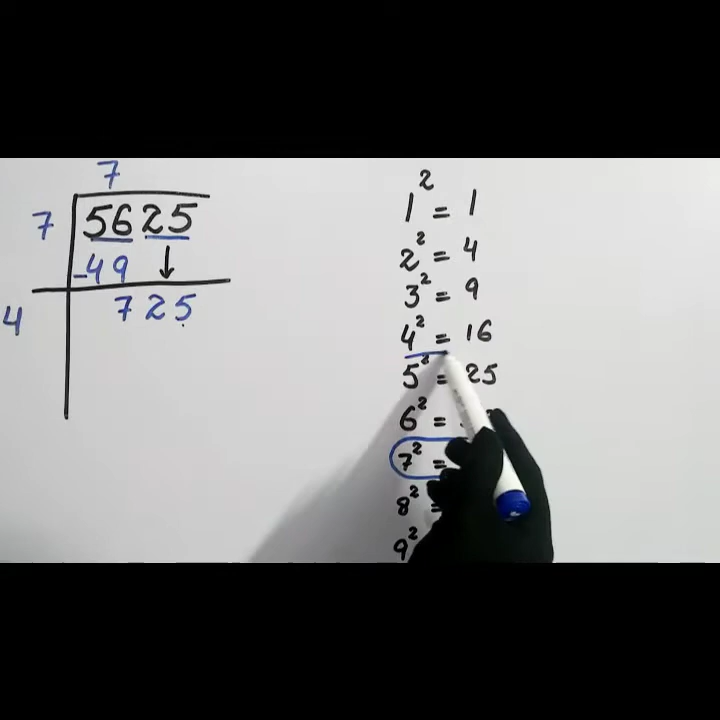 7
7 5625
-49 ↓
4 725
1² = 1
2² = 4
3² = 9
4² = 16
5² = 25
6² =
7² =
8² =
9²